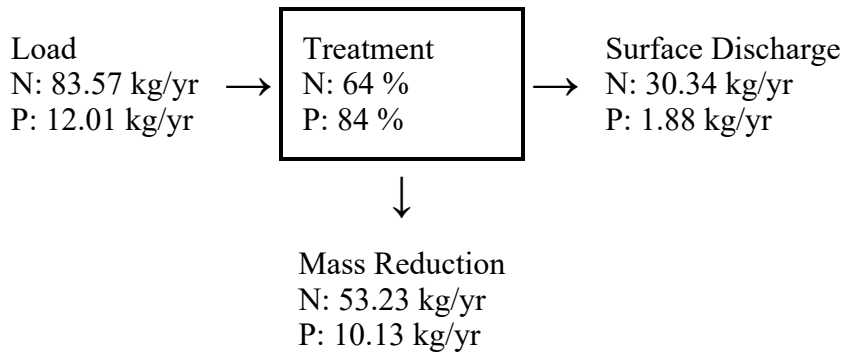 Load
N: 83.57 kg/yr
P: 12.01 kg/yr
→
Treatment
N: 64 %
P: 84 %
→
Surface Discharge
N: 30.34 kg/yr
P: 1.88 kg/yr
↓
Mass Reduction
N: 53.23 kg/yr
P: 10.13 kg/yr